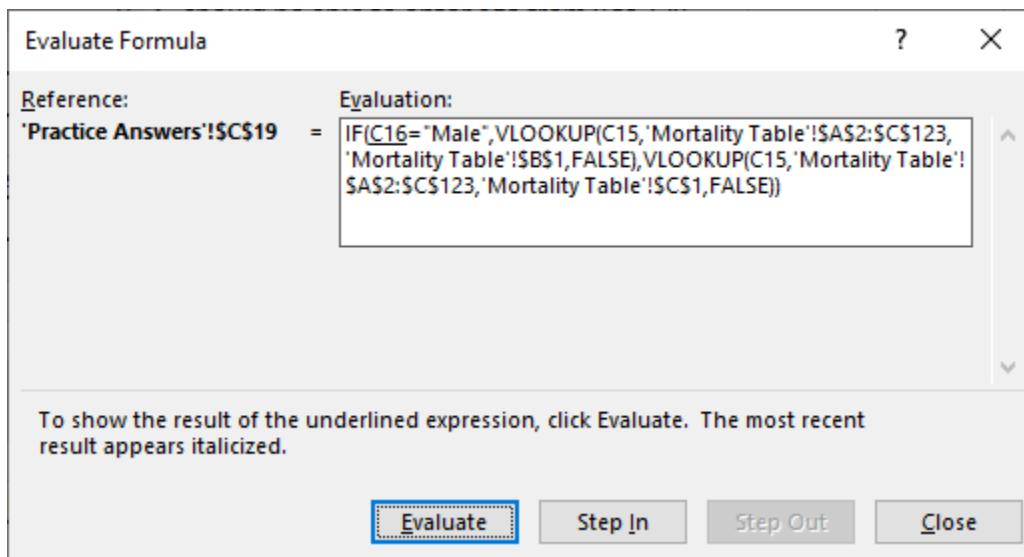 Evaluate Formula ? ×
Reference: Evaluation:
'Practice Answers'!$C$19 = IF(C16="Male",VLOOKUP(C15,'Mortality Table'!$A$2:$C$123,
'Mortality Table'!$B$1,FALSE),VLOOKUP(C15,'Mortality Table'!
$A$2:$C$123,'Mortality Table'!$C$1,FALSE))
To show the result of the underlined expression, click Evaluate. The most recent
result appears italicized.
Evaluate Step In Step Out Close